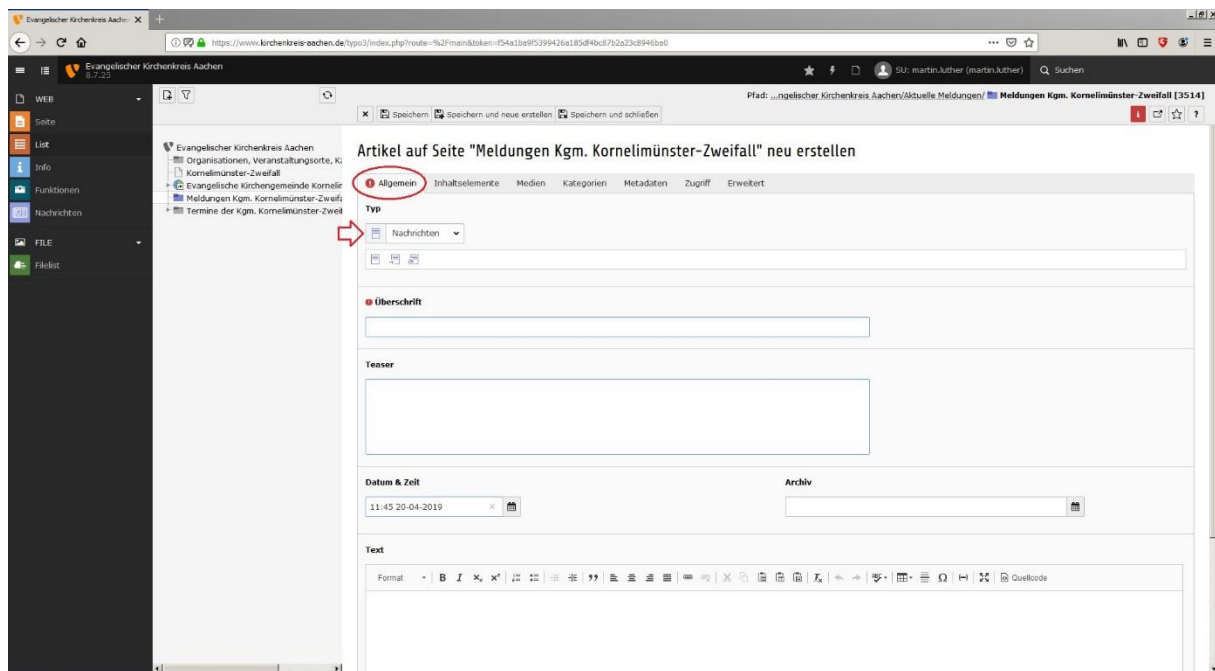 Evangelischer Kirchenkreis Aache
https://www.kirchenkreis-aachen.de/typo3/index.php?route=%2Fmain&token=f54a1ba9f5399426a185df4bc87b2a23c8946ba0
Evangelischer Kirchenkreis Aachen
8.7.25
SU: martin.luther (martin.luther)
Suchen
WEB
Seite
List
Info
Funktionen
Nachrichten
FILE
Filelist
Evangelischer Kirchenkreis Aachen
Organisationen, Veranstaltungsorte, Ka
Kornelimünster-Zweifall
Evangelische Kirchengemeinde Kornelim
Meldungen Kgm. Kornelimünster-Zweifa
Termine der Kgm. Kornelimünster-Zweif
Pfad: ...ngelischer Kirchenkreis Aachen/Aktuelle Meldungen/ Meldungen Kgm. Kornelimünster-Zweifall [3514]
Speichern Speichern und neue erstellen Speichern und schließen
Artikel auf Seite "Meldungen Kgm. Kornelimünster-Zweifall" neu erstellen
Allgemein Inhaltselemente Medien Kategorien Metadaten Zugriff Erweitert
Typ
Nachrichten
Überschrift
Teaser
Datum & Zeit Archiv
11:45 20-04-2019
Text
Format B I Quellcode